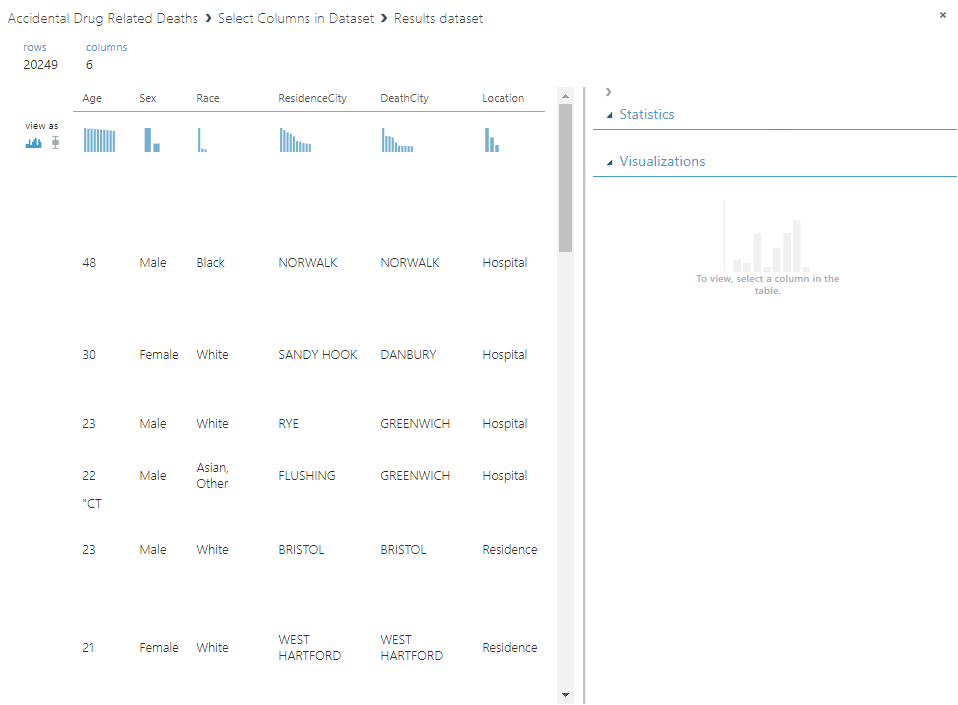 Accidental Drug Related Deaths › Select Columns in Dataset › Results dataset ×
rows columns
20249 6
Age Sex Race ResidenceCity DeathCity Location
view as
48 Male Black NORWALK NORWALK Hospital
30 Female White SANDY HOOK DANBURY Hospital
23 Male White RYE GREENWICH Hospital
22 Male Asian, Other FLUSHING GREENWICH Hospital
"CT
23 Male White BRISTOL BRISTOL Residence
21 Female White WEST HARTFORD WEST HARTFORD Residence
Statistics
Visualizations
To view, select a column in the
table.